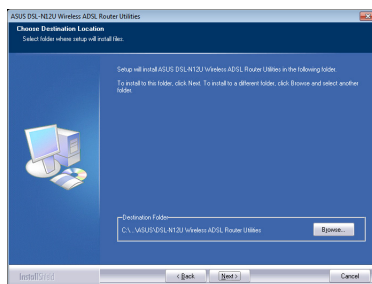 ASUS DSL-N12U Wireless ADSL Router Utilities
Choose Destination Location
Select folder where setup will install files.
Setup will install ASUS DSL-N12U Wireless ADSL Router Utilities in the following folder.
To install to this folder, click Next. To install to a different folder, click Browse and select another
folder.
Destination Folder
C:\...\ASUS\DSL-N12U Wireless ADSL Router Utilities
Browse...
InstallShield
< Back
Next >
Cancel